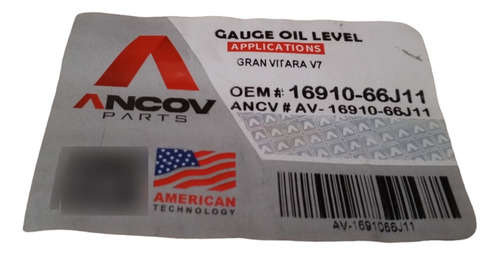 GAUGE OIL LEVEL
APPLICATIONS
GRAN VITARA V7
OEM #: 16910-66J11
ANCV # AV- 16910-66J11
ANCOV
PARTS
AMERICAN
TECHNOLOGY
AV-1691066J11